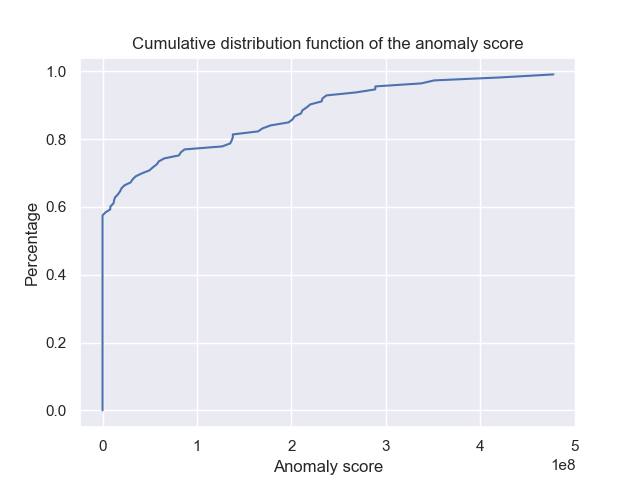 Cumulative distribution function of the anomaly score
1.0
0.8
0.6
0.4
0.2
0.0
Percentage
0 1 2 3 4 5
1e8
Anomaly score